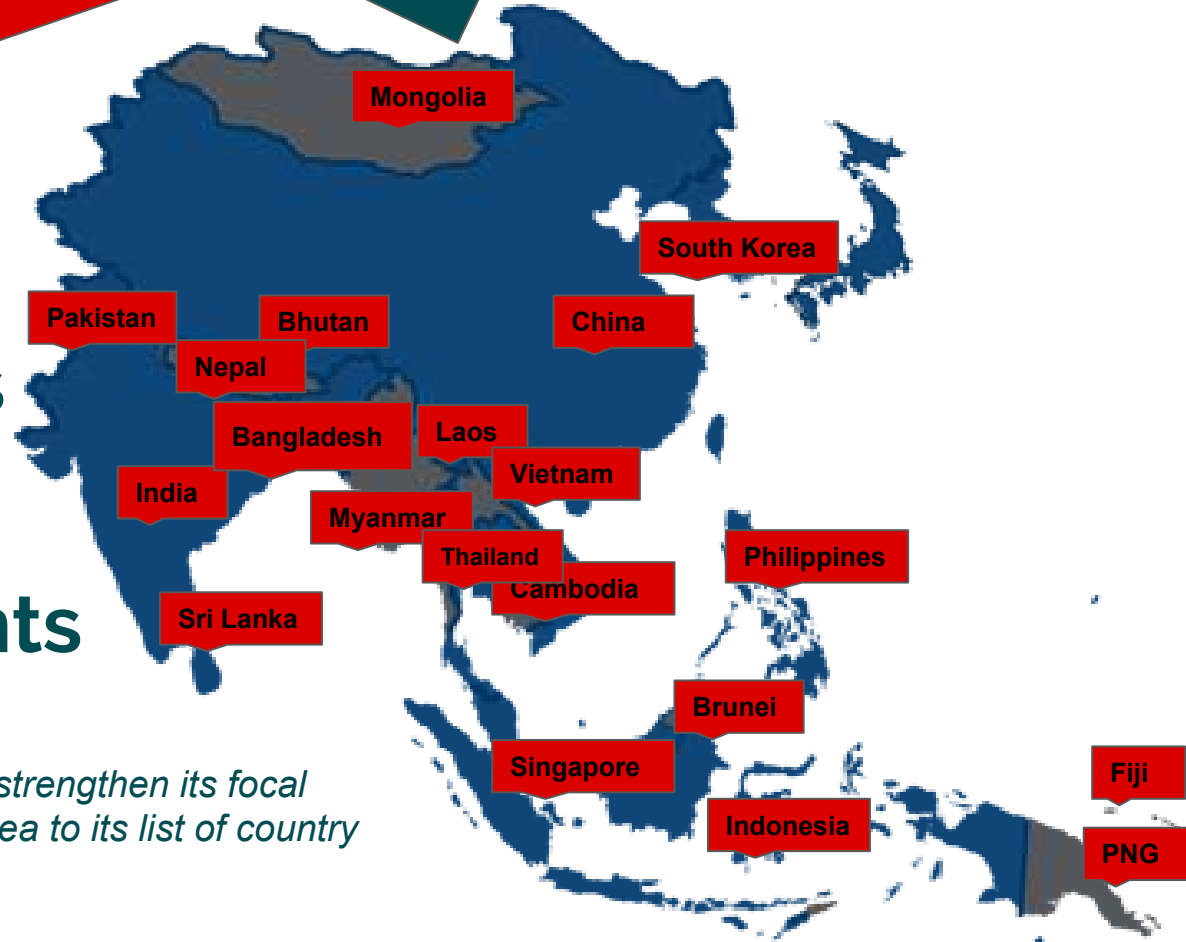 Mongolia
South Korea
Pakistan
Bhutan
China
Nepal
s
Bangladesh
Laos
Vietnam
India
Myanmar
Thailand
Philippines
Cambodia
nts
Sri Lanka
Brunei
Singapore
Fiji
strengthen its focal
Indonesia
ea to its list of country
PNG